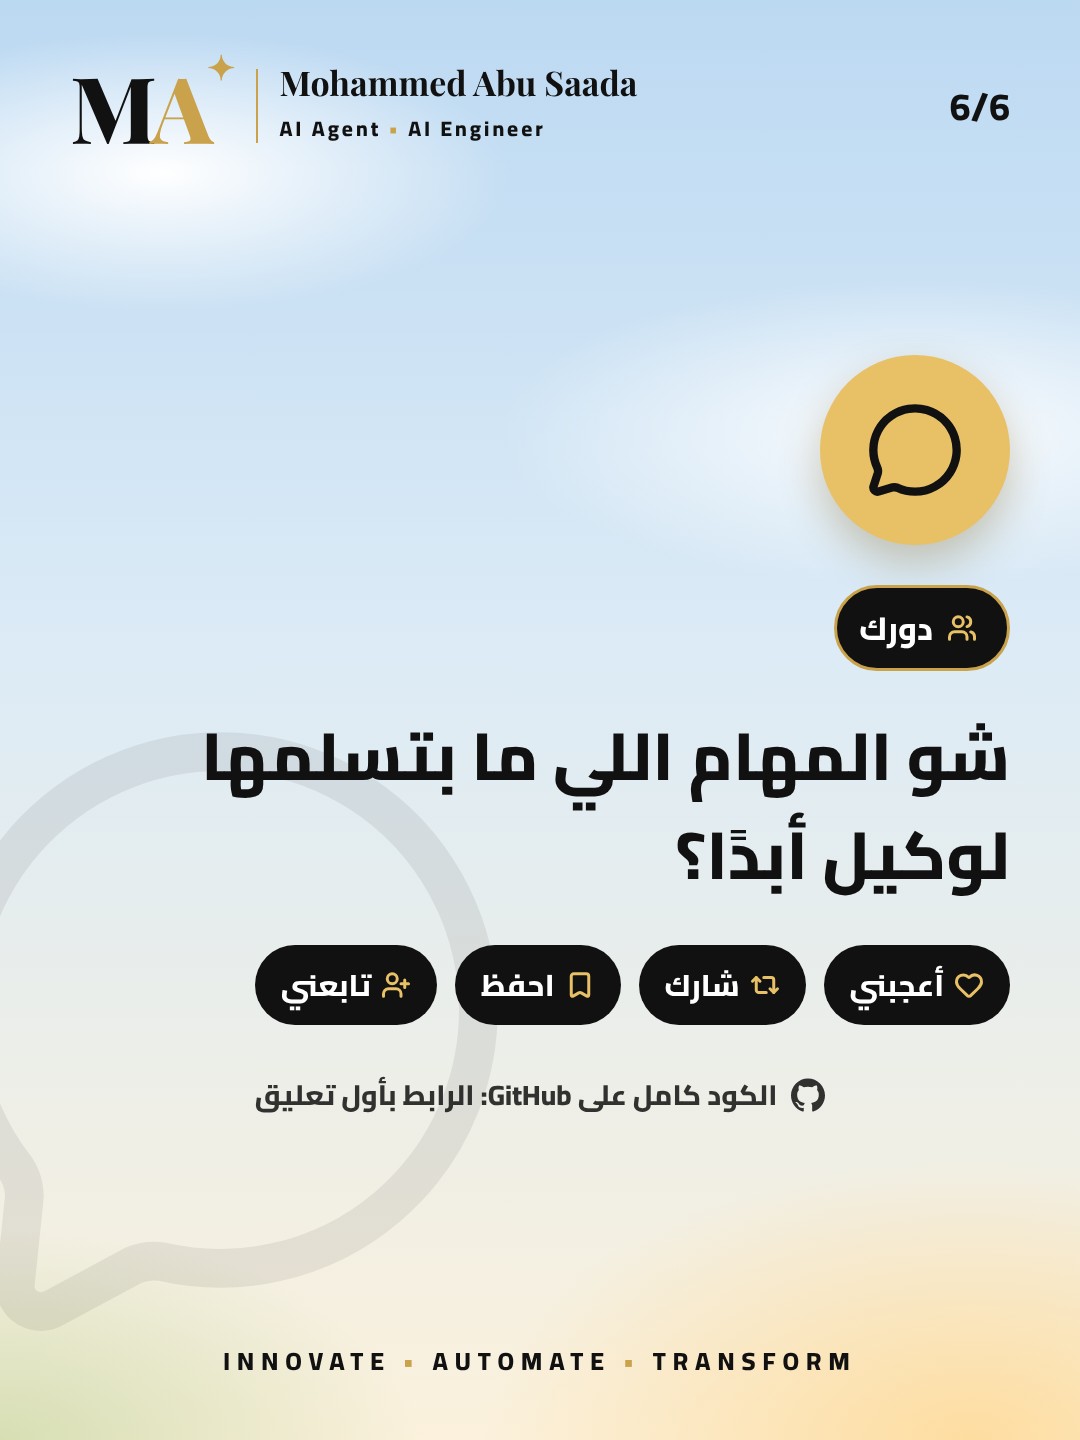 MA
Mohammed Abu Saada
AI Agent ▪ AI Engineer
6/6
دورك
شو المهام اللي ما بتسلمها
لوكيل أبدًا؟
أعجبني
شارك
احفظ
تابعني
الكود كامل على GitHub: الرابط بأول تعليق
INNOVATE ▪ AUTOMATE ▪ TRANSFORM